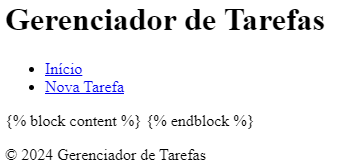 Gerenciador de Tarefas
Início
Nova Tarefa
{% block content %} {% endblock %}
© 2024 Gerenciador de Tarefas